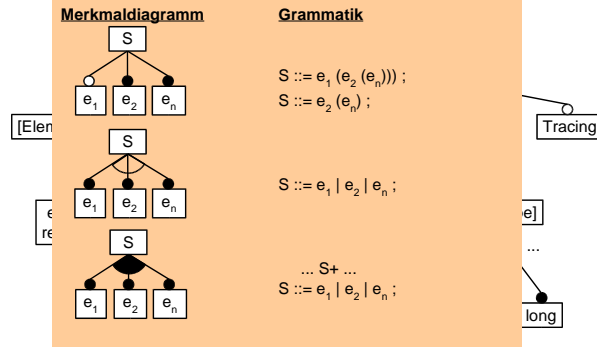 Merkmaldiagramm Grammatik
S
S ::= e₁ (e₂ (eₙ))) ;
S ::= e₂ (eₙ) ;
e₁ e₂ eₙ
Tracing
S
S ::= e₁ | e₂ | eₙ ;
e₁ e₂ eₙ
S
...
... S+ ...
S ::= e₁ | e₂ | eₙ ;
e₁ e₂ eₙ
long